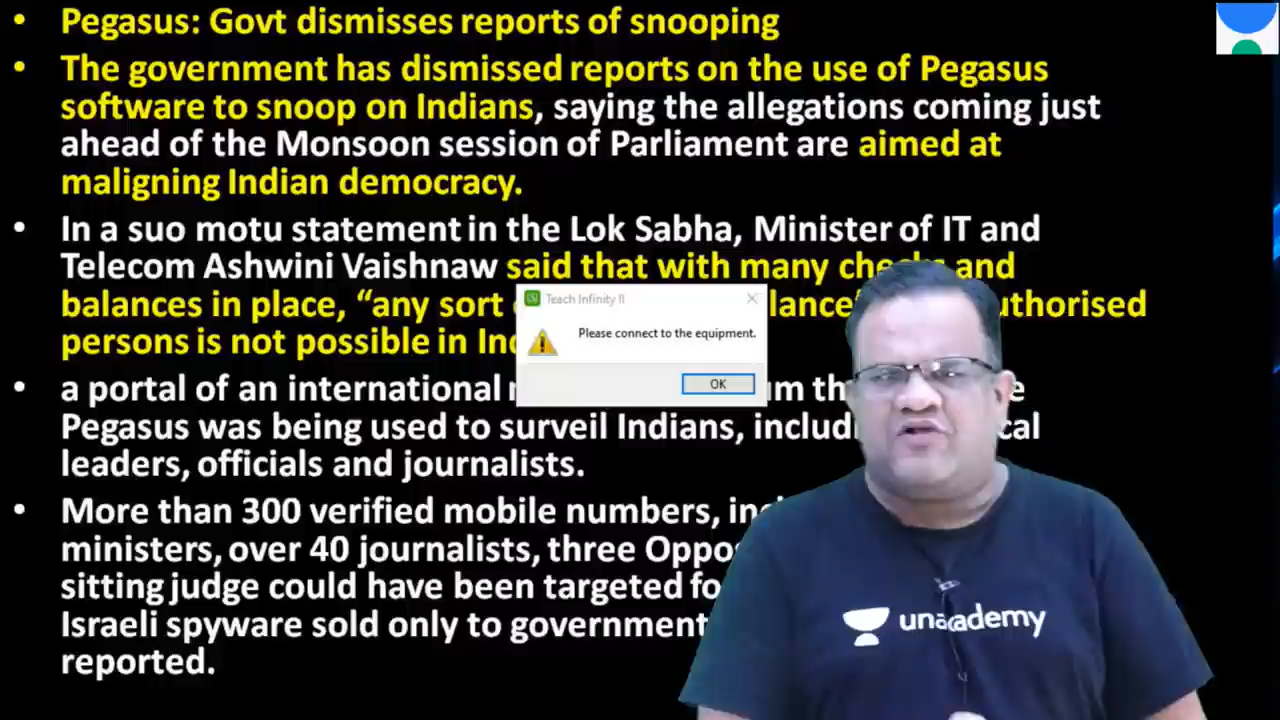 Pegasus: Govt dismisses reports of snooping
The government has dismissed reports on the use of Pegasus
software to snoop on Indians, saying the allegations coming just
ahead of the Monsoon session of Parliament are aimed at
maligning Indian democracy.
In a suo motu statement in the Lok Sabha, Minister of IT and
Telecom Ashwini Vaishnaw said that with many checks and
balances in place, “any sort
persons is not possible in
Teach Infinity II
Please connect to the equipment.
OK
a portal of an international
Pegasus was being used to surveil Indians,
leaders, officials and journalists.
More than 300 verified mobile numbers,
ministers, over 40 journalists, three
sitting judge could have been targeted
Israeli spyware sold only to
reported.
unacademy